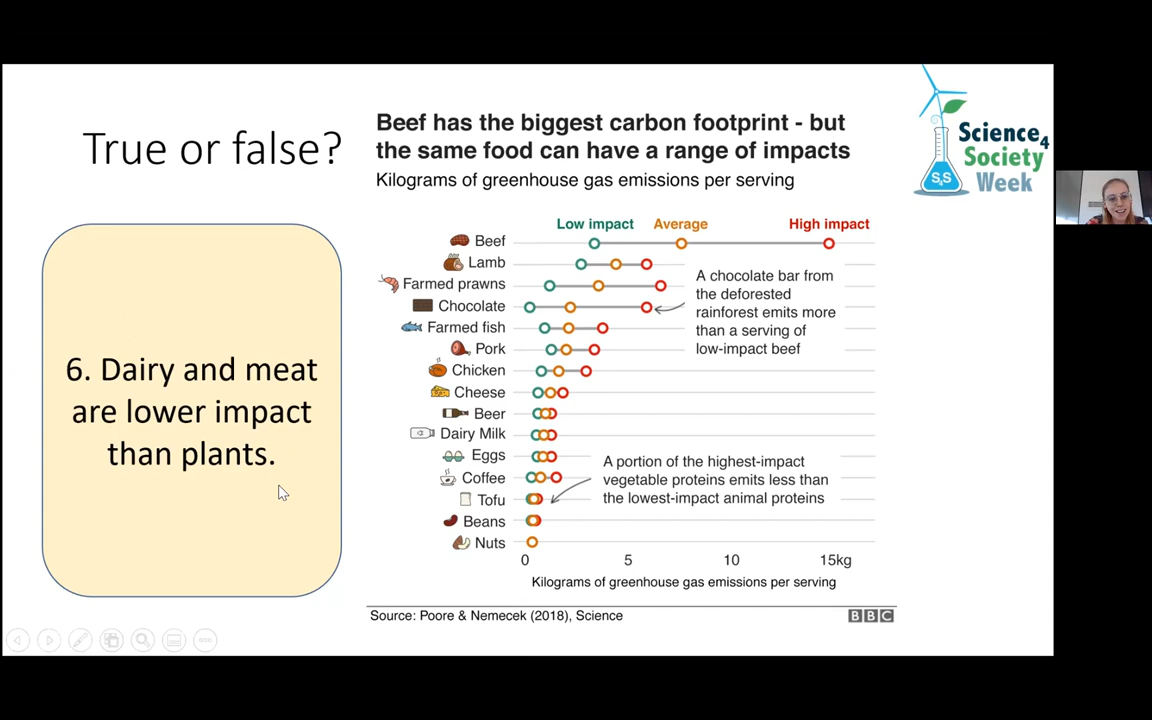 True or false?
6. Dairy and meat
are lower impact
than plants.
Beef has the biggest carbon footprint - but
the same food can have a range of impacts
Kilograms of greenhouse gas emissions per serving
Low impact
Average
High impact
Beef
Lamb
Farmed prawns
Chocolate
Farmed fish
Pork
Chicken
Cheese
Beer
Dairy Milk
Eggs
Coffee
Tofu
Beans
Nuts
A chocolate bar from
the deforested
rainforest emits more
than a serving of
low-impact beef
A portion of the highest-impact
vegetable proteins emits less than
the lowest-impact animal proteins
0 5 10 15kg
Kilograms of greenhouse gas emissions per serving
Source: Poore & Nemecek (2018), Science
BBC
Science4
Society
Week
S4S